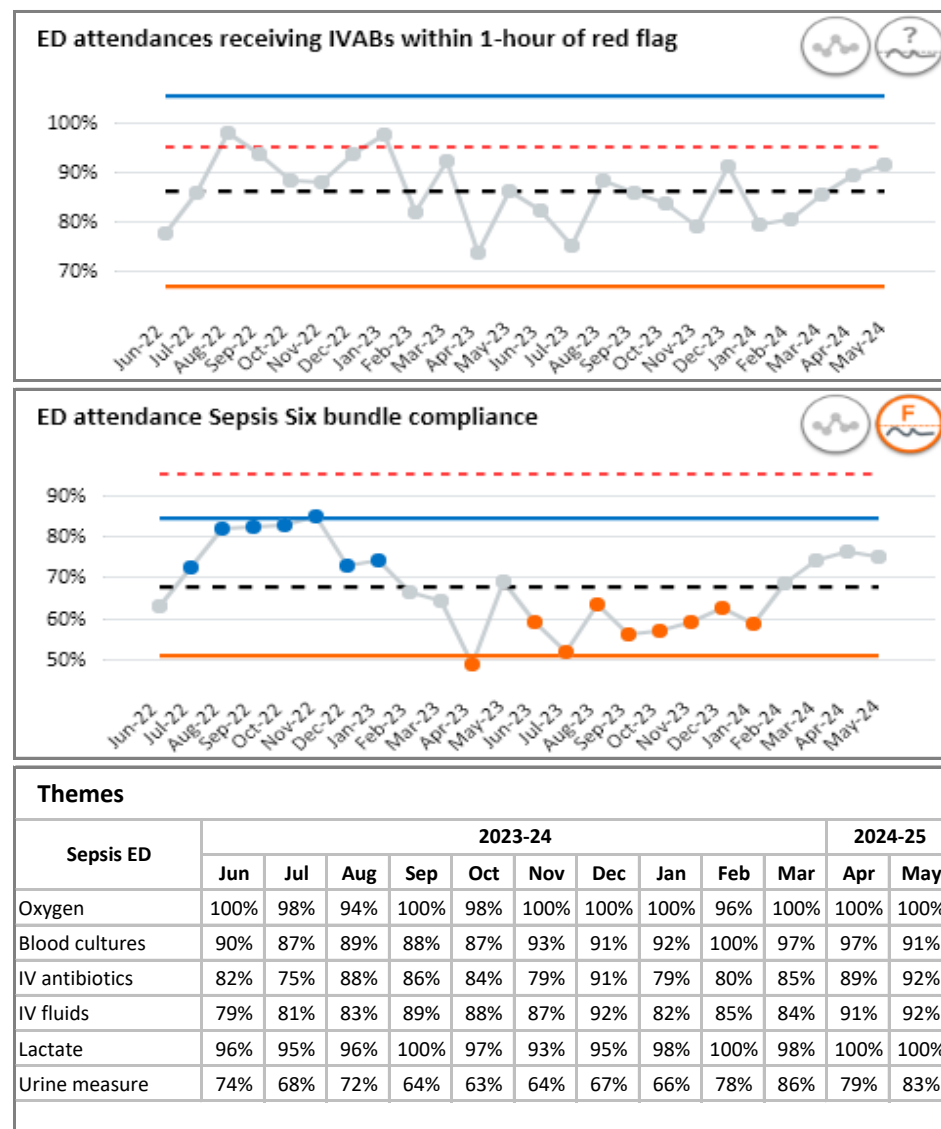 ED attendances receiving IVABs within 1-hour of red flag
?
100%
90%
80%
70%
Jun-22 Jul-22 Aug-22 Sep-22 Oct-22 Nov-22 Dec-22 Jan-23 Feb-23 Mar-23 Apr-23 May-23 Jun-23 Jul-23 Aug-23 Sep-23 Oct-23 Nov-23 Dec-23 Jan-24 Feb-24 Mar-24 Apr-24 May-24
ED attendance Sepsis Six bundle compliance
F
90%
80%
70%
60%
50%
Jun-22 Jul-22 Aug-22 Sep-22 Oct-22 Nov-22 Dec-22 Jan-23 Feb-23 Mar-23 Apr-23 May-23 Jun-23 Jul-23 Aug-23 Sep-23 Oct-23 Nov-23 Dec-23 Jan-24 Feb-24 Mar-24 Apr-24 May-24
Themes
Sepsis ED 2023-24 2024-25
Jun Jul Aug Sep Oct Nov Dec Jan Feb Mar Apr May
Oxygen 100% 98% 94% 100% 98% 100% 100% 100% 96% 100% 100% 100%
Blood cultures 90% 87% 89% 88% 87% 93% 91% 92% 100% 97% 97% 91%
IV antibiotics 82% 75% 88% 86% 84% 79% 91% 79% 80% 85% 89% 92%
IV fluids 79% 81% 83% 89% 88% 87% 92% 82% 85% 84% 91% 92%
Lactate 96% 95% 96% 100% 97% 93% 95% 98% 100% 98% 100% 100%
Urine measure 74% 68% 72% 64% 63% 64% 67% 66% 78% 86% 79% 83%